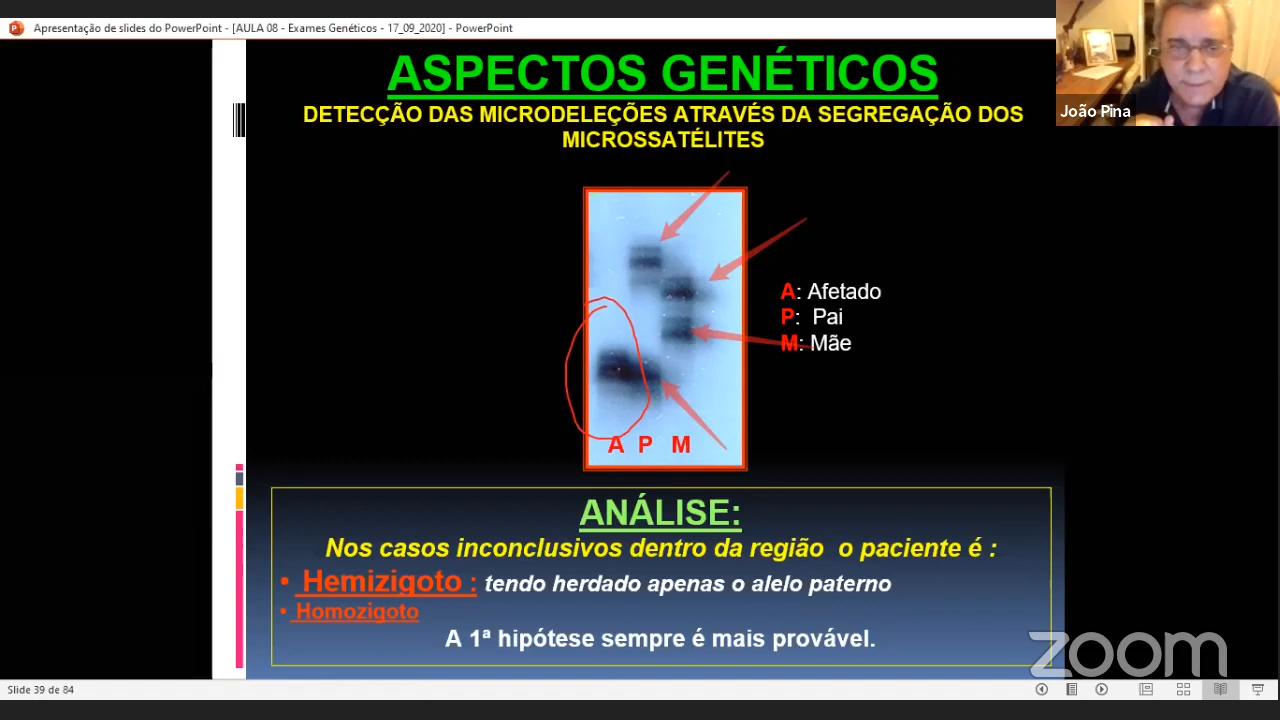 Apresentação de slides do PowerPoint - [AULA 08 - Exames Genéticos - 17_09_2020] - PowerPoint
João Pina
ASPECTOS GENÉTICOS
DETECÇÃO DAS MICRODELEÇÕES ATRAVÉS DA SEGREGAÇÃO DOS
MICROSSATÉLITES
A: Afetado
P: Pai
M: Mãe
A P M
ANÁLISE:
Nos casos inconclusivos dentro da região o paciente é :
• Hemizigoto : tendo herdado apenas o alelo paterno
• Homozigoto
A 1ª hipótese sempre é mais provável.
zoom
Slide 39 de 84